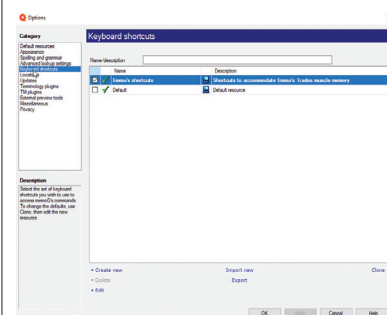 Options
Category
Default resources
Appearance
Spelling and grammar
Advanced lookup settings
Keyboard shortcuts
Locations
Updates
Terminology plugins
TM plugins
External preview tools
Miscellaneous
Privacy
Description
Select the set of keyboard
shortcuts you wish to use to
access memoQ's commands.
To change the defaults, use
Clone, then edit the new
resource.
Keyboard shortcuts
Name/description
Name Description
Emma's shortcuts Shortcuts to accommodate Emma's Trados muscle memory
Default Default resource
Create new Import new Clone
Delete Export
Edit
OK Apply Cancel Help